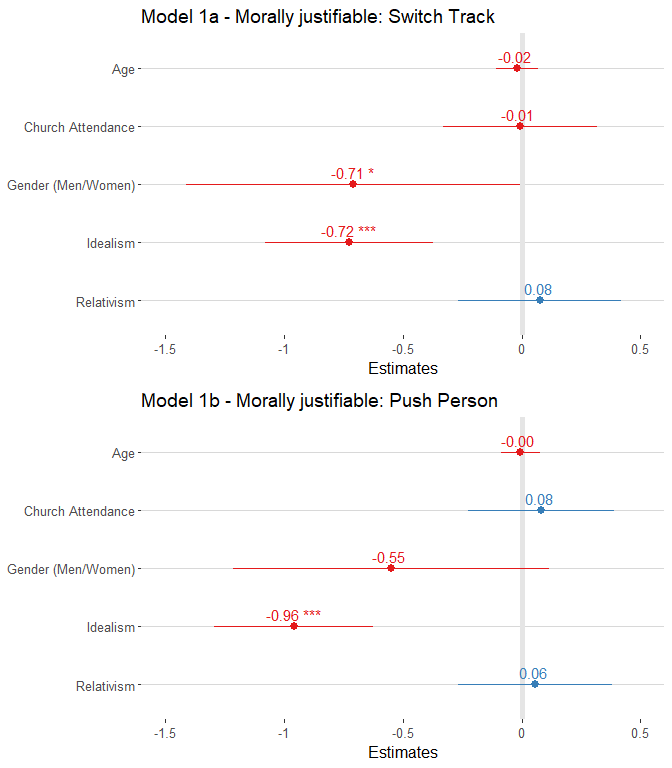 Model 1a - Morally justifiable: Switch Track
Age
-0.02
Church Attendance
-0.01
Gender (Men/Women)
-0.71 *
Idealism
-0.72 ***
Relativism
0.08
-1.5 -1 -0.5 0 0.5
Estimates
Model 1b - Morally justifiable: Push Person
Age
-0.00
Church Attendance
0.08
Gender (Men/Women)
-0.55
Idealism
-0.96 ***
Relativism
0.06
-1.5 -1 -0.5 0 0.5
Estimates